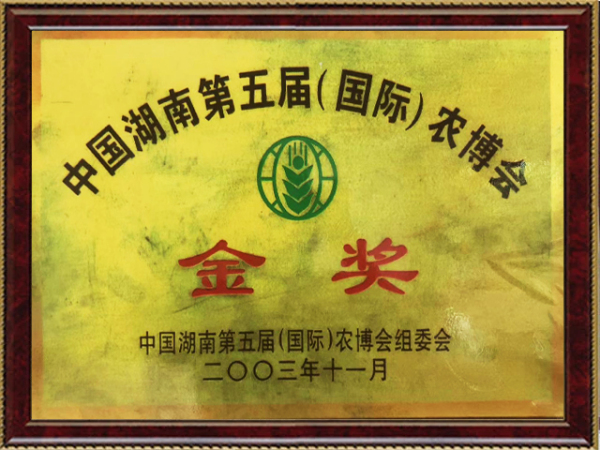 中国湖南第五届(国际)农博会
金 奖
中国湖南第五届(国际)农博会组委会
二〇〇三年十一月